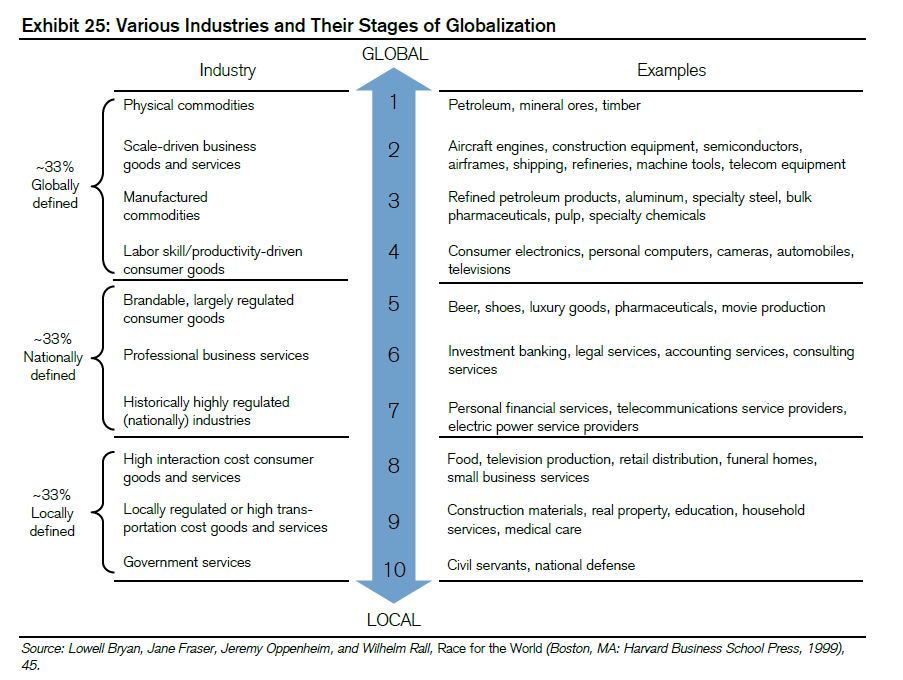 Exhibit 25: Various Industries and Their Stages of Globalization
GLOBAL
Industry
Examples
~33%
Globally
defined
Physical commodities
1
Petroleum, mineral ores, timber
Scale-driven business
goods and services
2
Aircraft engines, construction equipment, semiconductors,
airframes, shipping, refineries, machine tools, telecom equipment
Manufactured
commodities
3
Refined petroleum products, aluminum, specialty steel, bulk
pharmaceuticals, pulp, specialty chemicals
Labor skill/productivity-driven
consumer goods
4
Consumer electronics, personal computers, cameras, automobiles,
televisions
~33%
Nationally
defined
Brandable, largely regulated
consumer goods
5
Beer, shoes, luxury goods, pharmaceuticals, movie production
Professional business services
6
Investment banking, legal services, accounting services, consulting
services
Historically highly regulated
(nationally) industries
7
Personal financial services, telecommunications service providers,
electric power service providers
~33%
Locally
defined
High interaction cost consumer
goods and services
8
Food, television production, retail distribution, funeral homes,
small business services
Locally regulated or high trans-
portation cost goods and services
9
Construction materials, real property, education, household
services, medical care
Government services
10
Civil servants, national defense
LOCAL
Source: Lowell Bryan, Jane Fraser, Jeremy Oppenheim, and Wilhelm Rall, Race for the World (Boston, MA: Harvard Business School Press, 1999),
45.